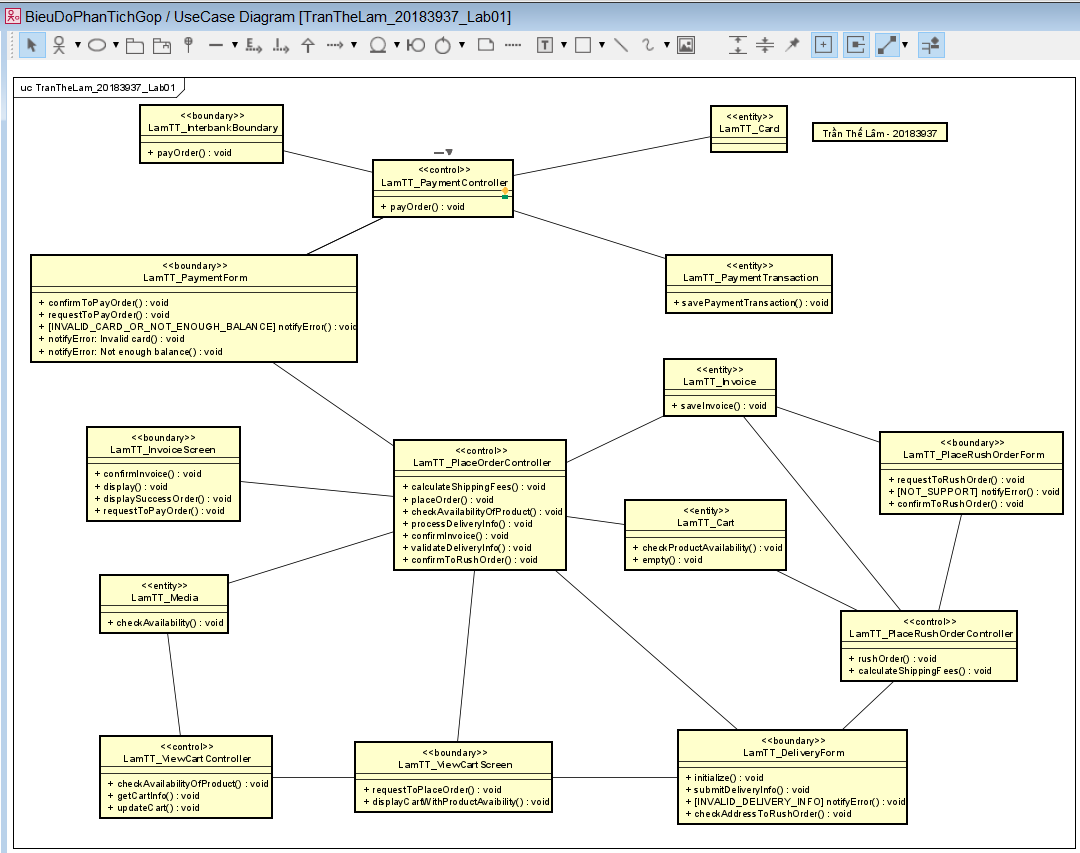 BieuDoPhanTichGop / UseCase Diagram [TranTheLam_20183937_Lab01]
uc TranTheLam_20183937_Lab01
<<boundary>>
LamTT_InterbankBoundary
+ payOrder() : void
<<entity>>
LamTT_Card
Trần Thế Lâm - 20183937
<<control>>
LamTT_PaymentController
+ payOrder() : void
<<boundary>>
LamTT_PaymentForm
+ confirmToPayOrder() : void
+ requestToPayOrder() : void
+ [INVALID_CARD_OR_NOT_ENOUGH_BALANCE] notifyError() : void
+ notifyError: Invalid card() : void
+ notifyError: Not enough balance() : void
<<entity>>
LamTT_PaymentTransaction
+ savePaymentTransaction() : void
<<entity>>
LamTT_Invoice
+ saveInvoice() : void
<<boundary>>
LamTT_InvoiceScreen
+ confirmInvoice() : void
+ display() : void
+ displaySuccessOrder() : void
+ requestToPayOrder() : void
<<control>>
LamTT_PlaceOrderController
+ calculateShippingFees() : void
+ placeOrder() : void
+ checkAvailabilityOfProduct() : void
+ processDeliveryInfo() : void
+ confirmInvoice() : void
+ validateDeliveryInfo() : void
+ confirmToRushOrder() : void
<<boundary>>
LamTT_PlaceRushOrderForm
+ requestToRushOrder() : void
+ [NOT_SUPPORT] notifyError() : void
+ confirmToRushOrder() : void
<<entity>>
LamTT_Cart
+ checkProductAvailability() : void
+ empty() : void
<<entity>>
LamTT_Media
+ checkAvailability() : void
<<control>>
LamTT_PlaceRushOrderController
+ rushOrder() : void
+ calculateShippingFees() : void
<<control>>
LamTT_ViewCartController
+ checkAvailabilityOfProduct() : void
+ getCartInfo() : void
+ updateCart() : void
<<boundary>>
LamTT_ViewCartScreen
+ requestToPlaceOrder() : void
+ displayCartWithProductAvaibility() : void
<<boundary>>
LamTT_DeliveryForm
+ initialize() : void
+ submitDeliveryInfo() : void
+ [INVALID_DELIVERY_INFO] notifyError() : void
+ checkAddressToRushOrder() : void